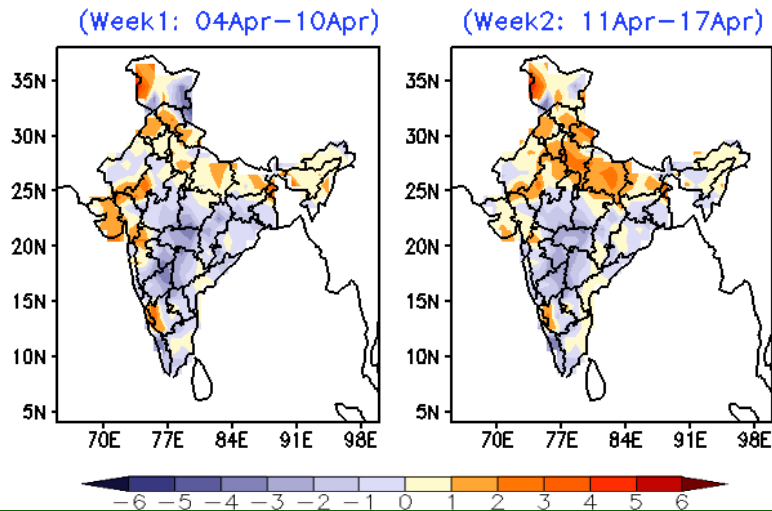 (Week1: 04Apr−10Apr) (Week2: 11Apr−17Apr)
35N 35N
30N 30N
25N 25N
20N 20N
15N 15N
10N 10N
5N 5N
70E 77E 84E 91E 98E 70E 77E 84E 91E 98E
−6 −5 −4 −3 −2 −1 0 1 2 3 4 5 6